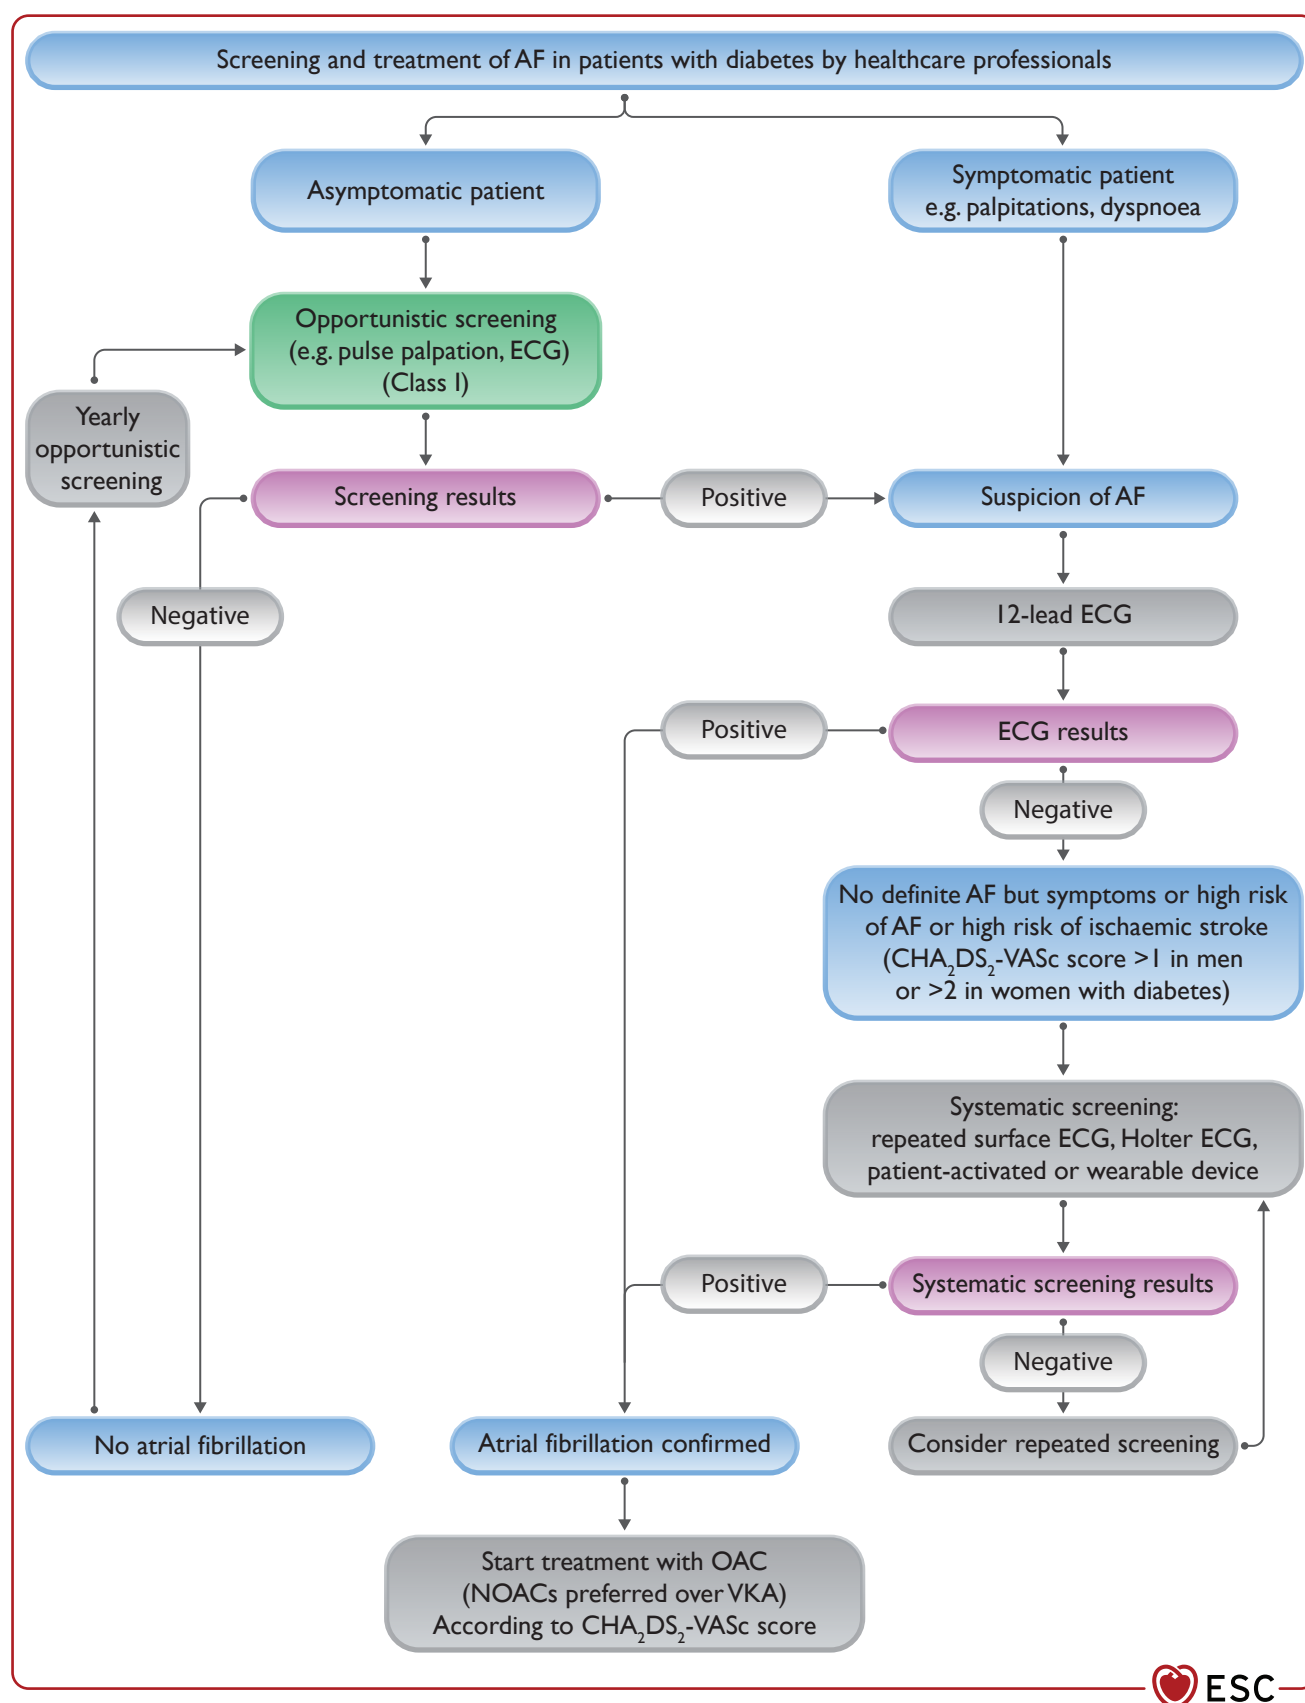 Screening and treatment of AF in patients with diabetes by healthcare professionals
Asymptomatic patient
Symptomatic patient
e.g. palpitations, dyspnoea
Opportunistic screening
(e.g. pulse palpation, ECG)
(Class I)
Yearly
opportunistic
screening
Screening results
Positive
Suspicion of AF
Negative
12-lead ECG
Positive
ECG results
Negative
No definite AF but symptoms or high risk
of AF or high risk of ischaemic stroke
(CHA₂DS₂-VASc score >1 in men
or >2 in women with diabetes)
Systematic screening:
repeated surface ECG, Holter ECG,
patient-activated or wearable device
Positive
Systematic screening results
Negative
No atrial fibrillation
Atrial fibrillation confirmed
Consider repeated screening
Start treatment with OAC
(NOACs preferred over VKA)
According to CHA₂DS₂-VASc score
ESC